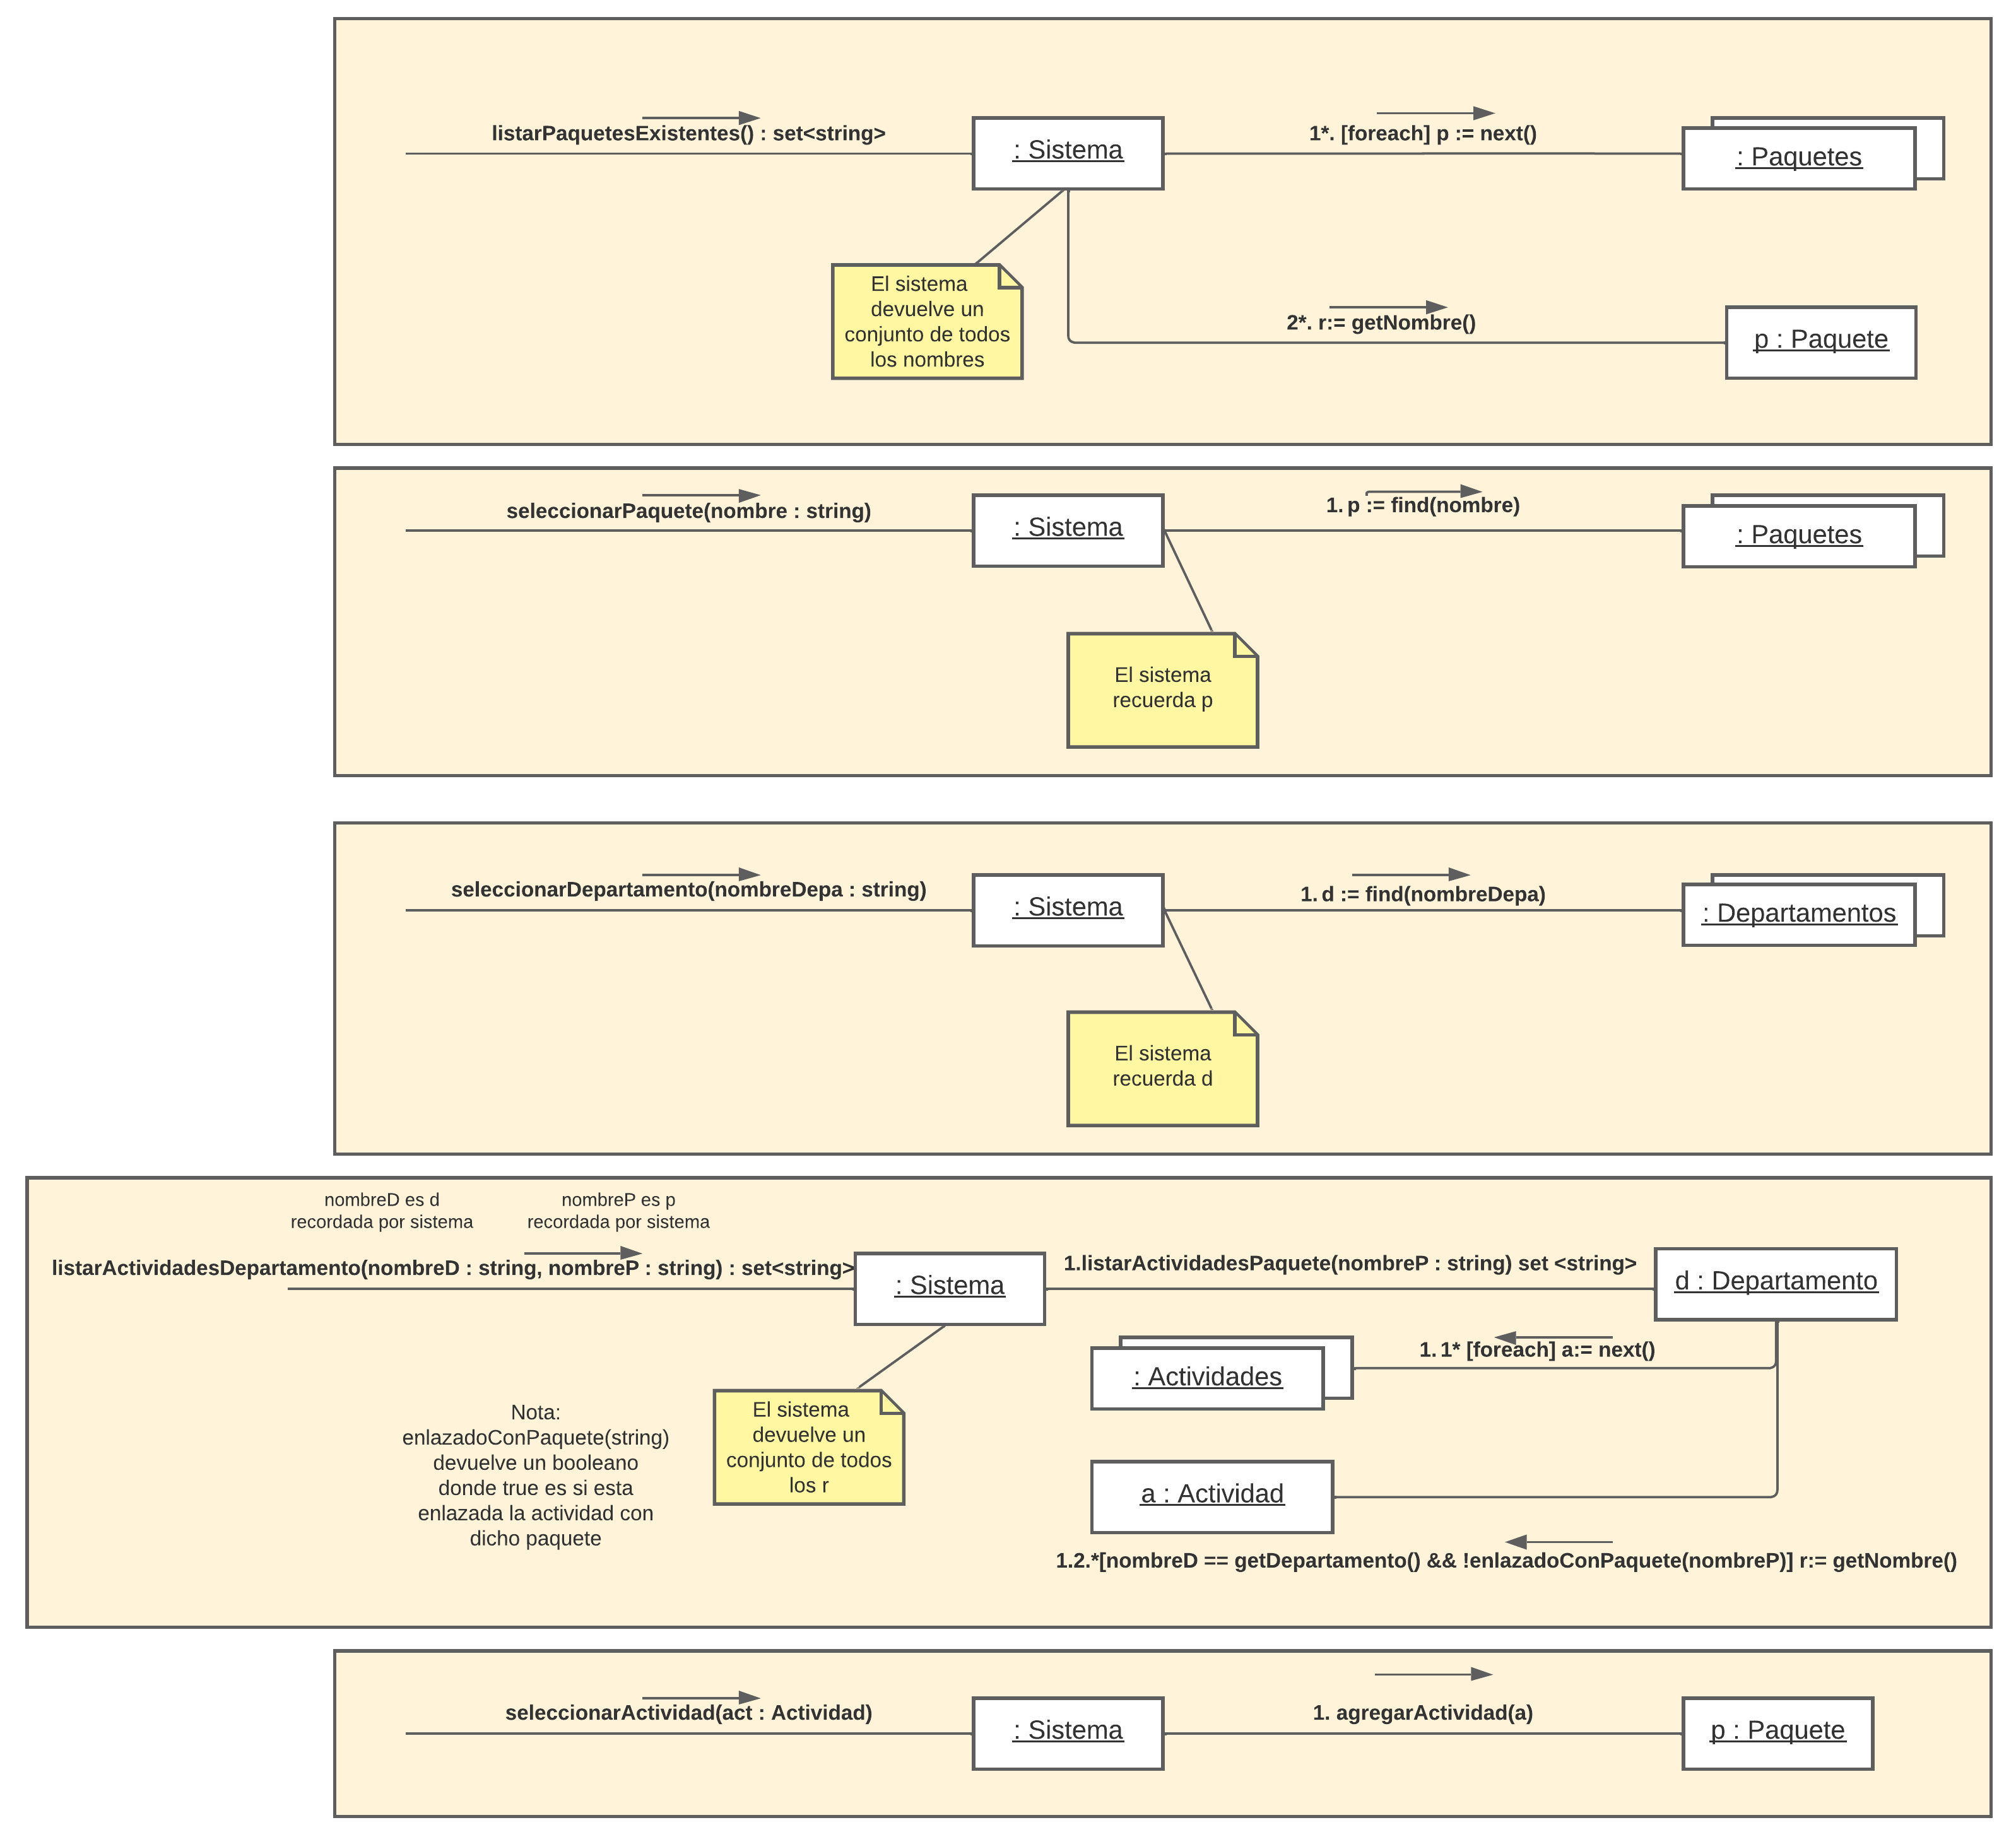 listarPaquetesExistentes() : set<string>
: Sistema
1*. [foreach] p := next()
: Paquetes
El sistema
devuelve un
conjunto de todos
los nombres
2*. r:= getNombre()
p : Paquete
seleccionarPaquete(nombre : string)
: Sistema
1. p := find(nombre)
: Paquetes
El sistema
recuerda p
seleccionarDepartamento(nombreDepa : string)
: Sistema
1. d := find(nombreDepa)
: Departamentos
El sistema
recuerda d
nombreD es d
recordada por sistema
nombreP es p
recordada por sistema
listarActividadesDepartamento(nombreD : string, nombreP : string) : set<string>
: Sistema
1.listarActividadesPaquete(nombreP : string) set <string>
d : Departamento
1. 1* [foreach] a:= next()
: Actividades
Nota:
enlazadoConPaquete(string)
devuelve un booleano
donde true es si esta
enlazada la actividad con
dicho paquete
El sistema
devuelve un
conjunto de todos
los r
a : Actividad
1.2.*[nombreD == getDepartamento() && !enlazadoConPaquete(nombreP)] r:= getNombre()
seleccionarActividad(act : Actividad)
: Sistema
1. agregarActividad(a)
p : Paquete